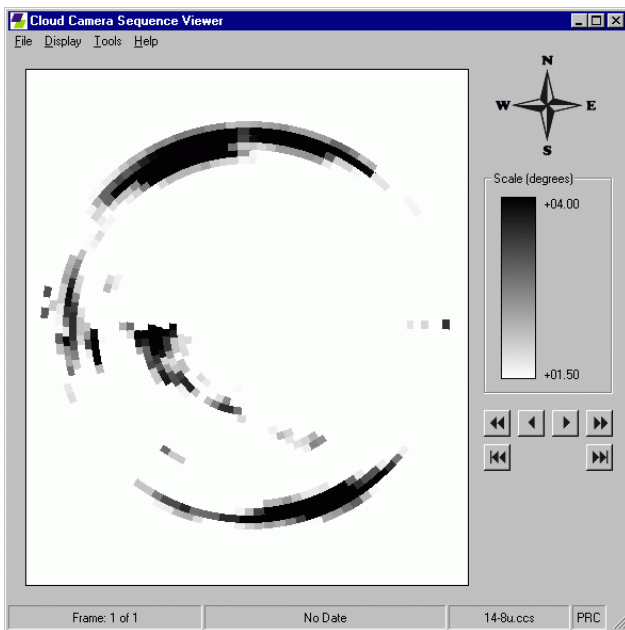 Cloud Camera Sequence Viewer
File Display Tools Help
N
W E
S
Scale (degrees)
+04.00
+01.50
Frame: 1 of 1 No Date 14-8u.ccs PRC